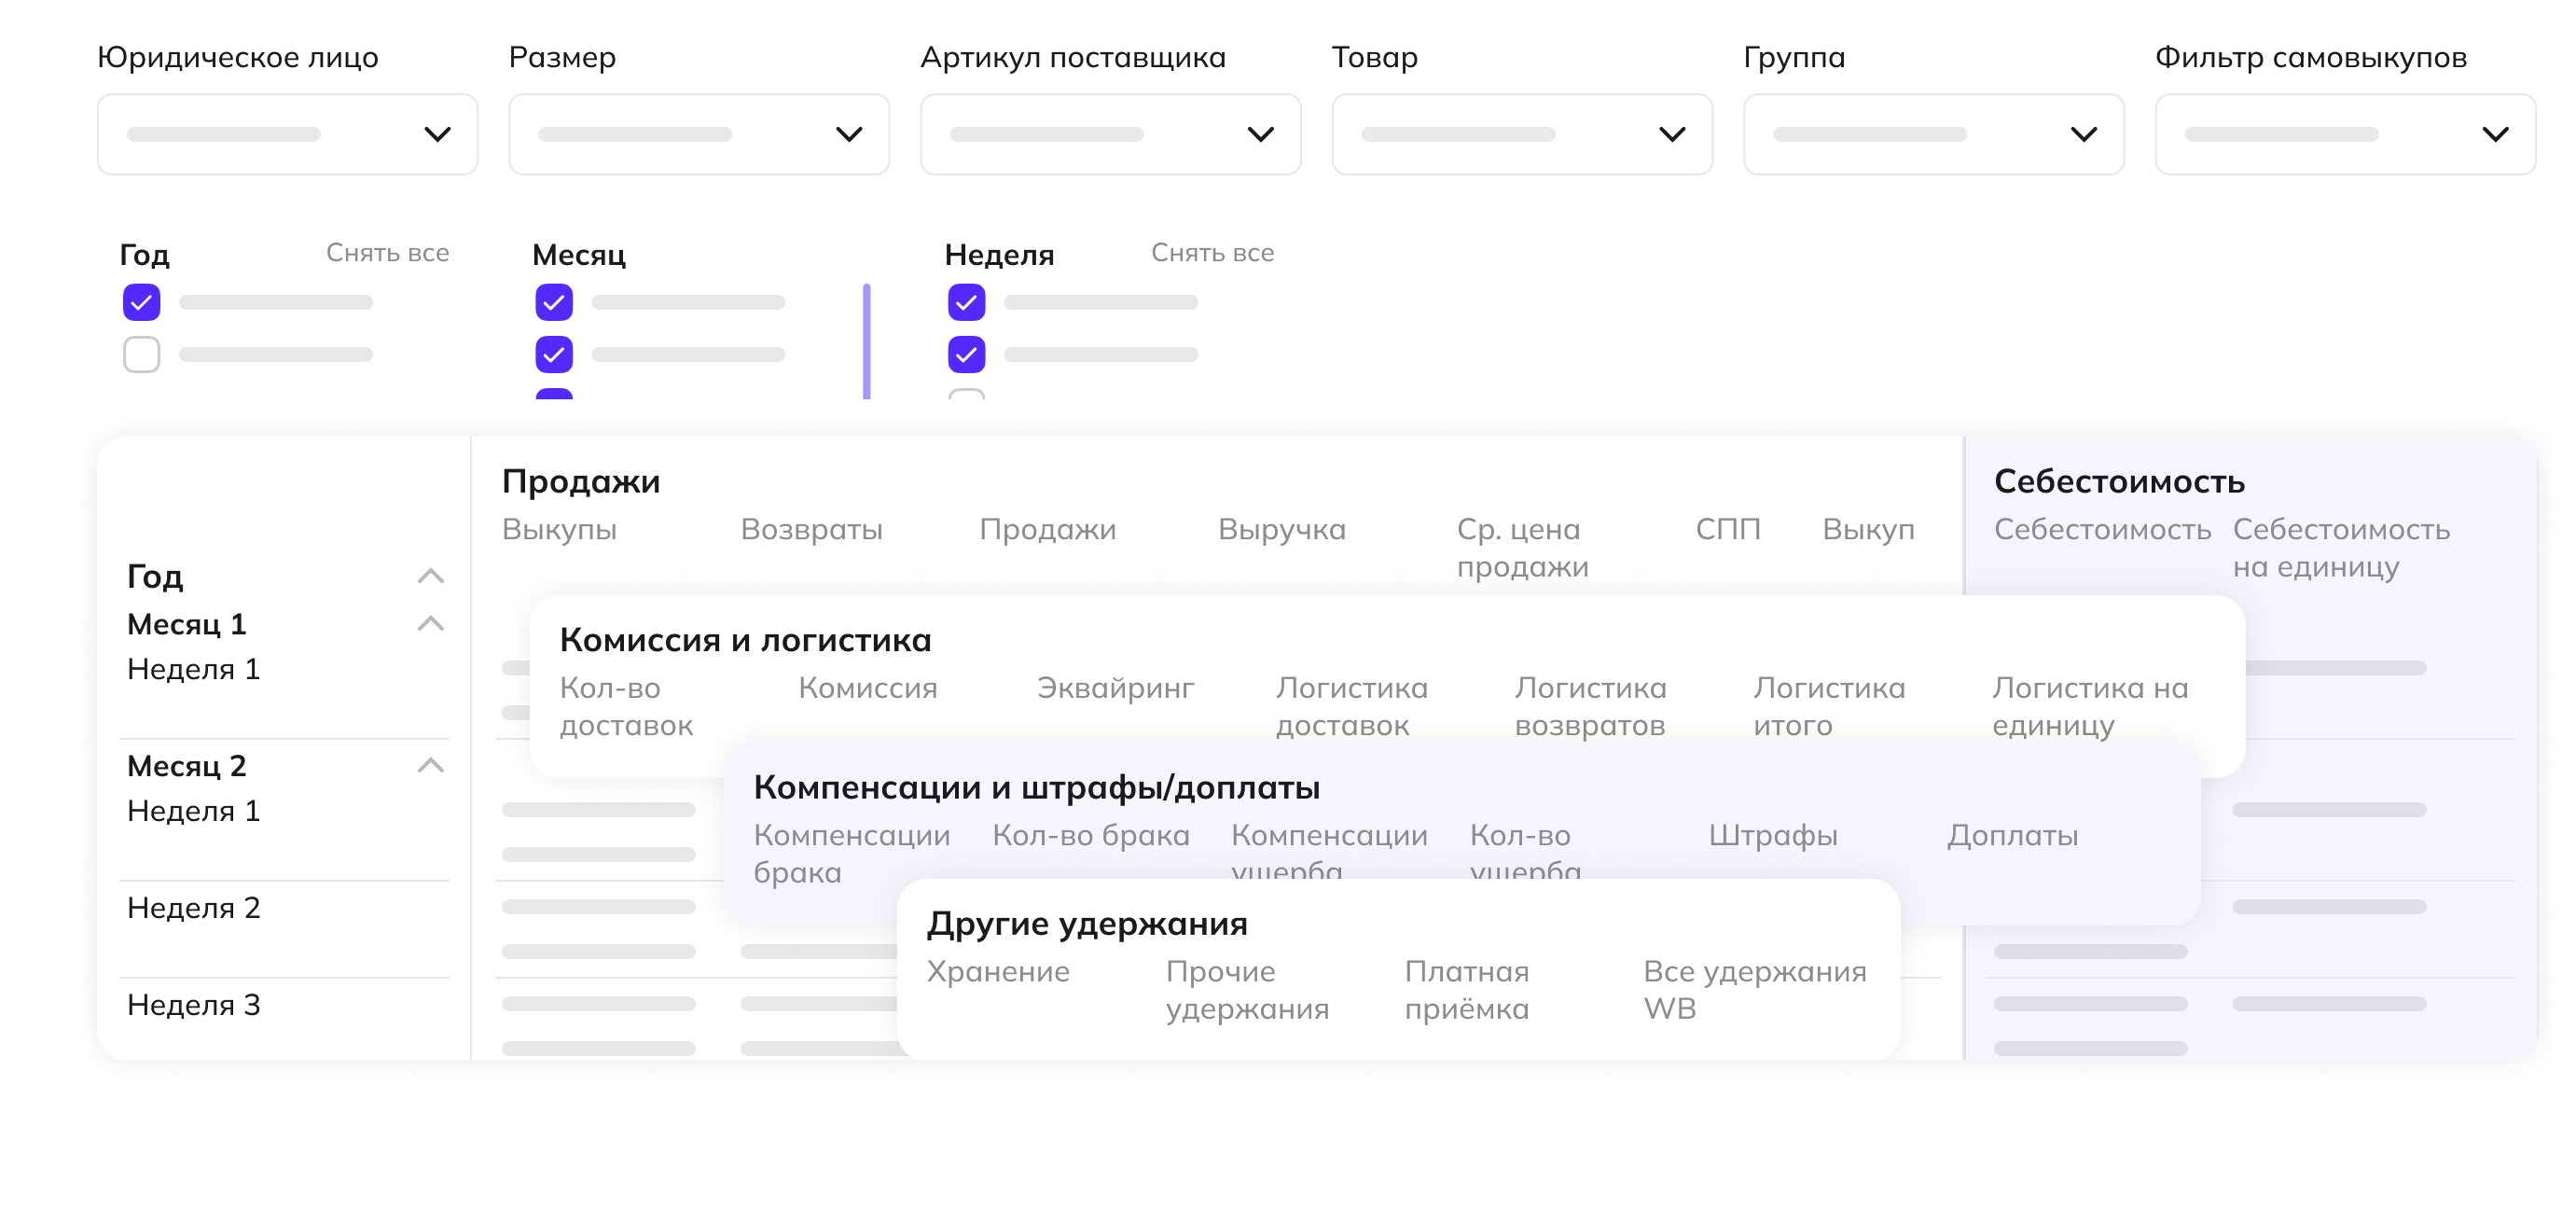 Юридическое лицо
Размер
Артикул поставщика
Товар
Группа
Фильтр самовыкупов
Год
Снять все
Месяц
Неделя
Снять все
Продажи
Выкупы
Возвраты
Продажи
Выручка
Ср. цена
продажи
СПП
Выкуп
Себестоимость
Себестоимость
Себестоимость
на единицу
Год
Месяц 1
Неделя 1
Месяц 2
Неделя 1
Неделя 2
Неделя 3
Комиссия и логистика
Кол-во
доставок
Комиссия
Эквайринг
Логистика
доставок
Логистика
возвратов
Логистика
итого
Логистика на
единицу
Компенсации и штрафы/доплаты
Компенсации
брака
Кол-во брака
Компенсации
ущерба
Кол-во
ущерба
Штрафы
Доплаты
Другие удержания
Хранение
Прочие
удержания
Платная
приёмка
Все удержания
WB